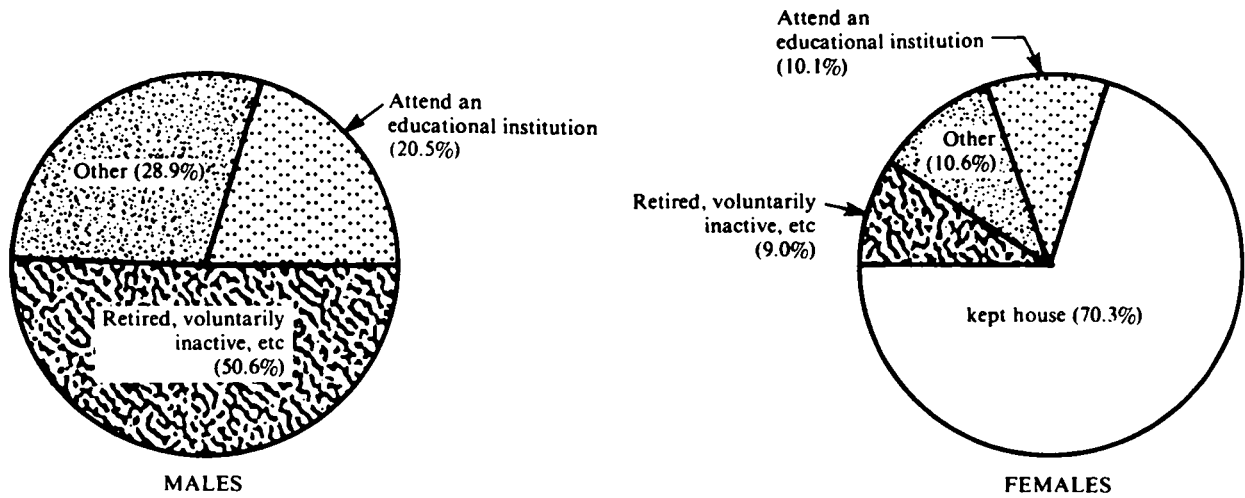 Attend an
educational institution
(20.5%)
Other (28.9%)
Retired, voluntarily
inactive, etc
(50.6%)
MALES
Attend an
educational institution
(10.1%)
Other
(10.6%)
Retired, voluntarily
inactive, etc
(9.0%)
kept house (70.3%)
FEMALES